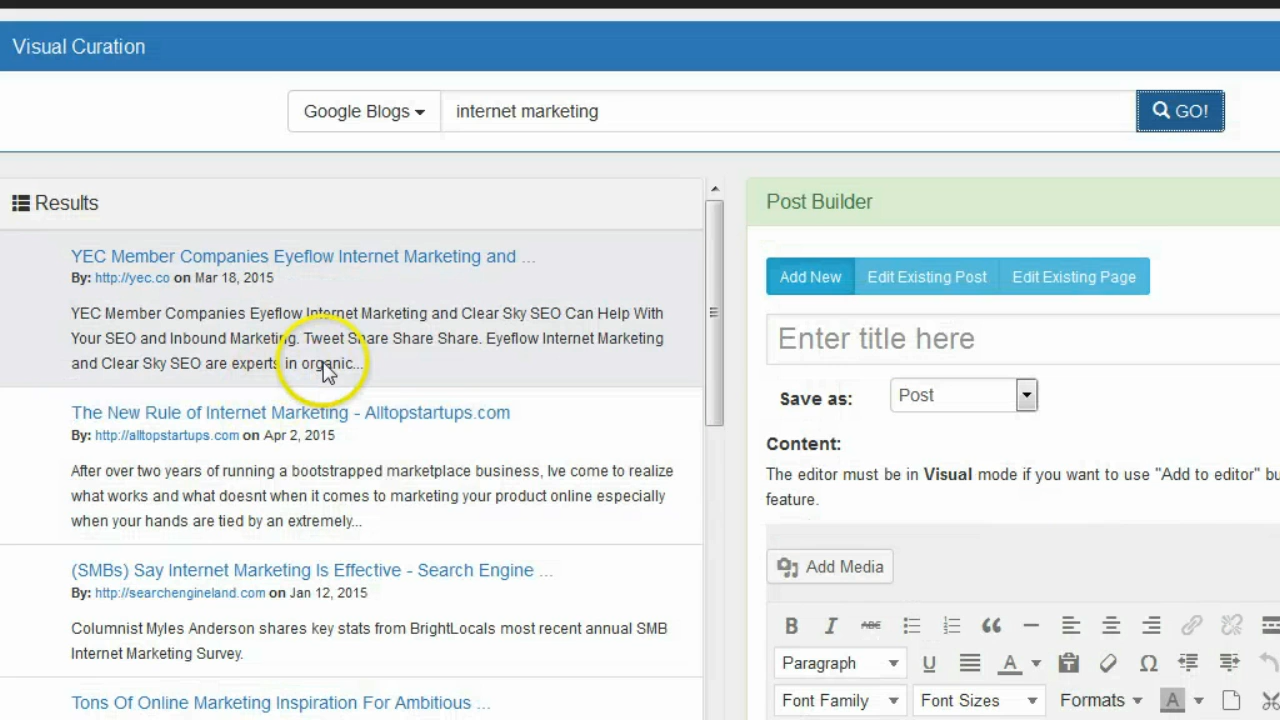 Visual Curation
Google Blogs
internet marketing
GO!
Results
YEC Member Companies Eyeflow Internet Marketing and ...
By: http://yec.co on Mar 18, 2015
YEC Member Companies Eyeflow Internet Marketing and Clear Sky SEO Can Help With
Your SEO and Inbound Marketing. Tweet Share Share Share. Eyeflow Internet Marketing
and Clear Sky SEO are experts in organic...
The New Rule of Internet Marketing - Alltopstartups.com
By: http://alltopstartups.com on Apr 2, 2015
After over two years of running a bootstrapped marketplace business, Ive come to realize
what works and what doesnt when it comes to marketing your product online especially
when your hands are tied by an extremely...
(SMBs) Say Internet Marketing Is Effective - Search Engine ...
By: http://searchengineland.com on Jan 12, 2015
Columnist Myles Anderson shares key stats from BrightLocals most recent annual SMB
Internet Marketing Survey.
Tons Of Online Marketing Inspiration For Ambitious ...
Post Builder
Add New
Edit Existing Post
Edit Existing Page
Enter title here
Save as:
Post
Content:
The editor must be in Visual mode if you want to use "Add to editor" bu
feature.
Add Media
B I ABC
Paragraph
U A
Font Family
Font Sizes
Formats
A